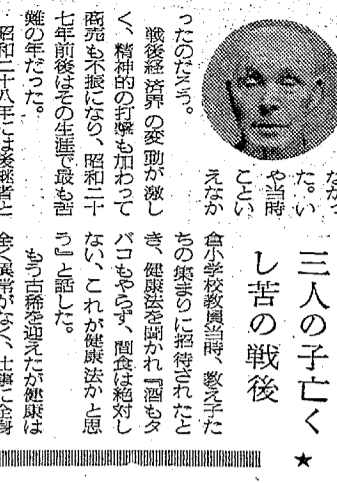 三人の子亡く
し苦の戦後
★
なかっ
た。い
や当時
ことい
えなか
ったのだろう。
戦後経済界の変動が激し
く、精神的の打撃も加わって
商売も不振になり、昭和二十
七年前後はその生涯で最も苦
難の年だった。
昭和二十八年には後継者と
倉小学校教員当時、教え子た
ちの集まりに招待されたと
き、健康法を聞かれ『酒もタ
バコもやらず、間食は絶対し
ない、これが健康法かと思
う』と話した。
もう古稀を迎えたが健康は
全く異常がなく、仕事に全身